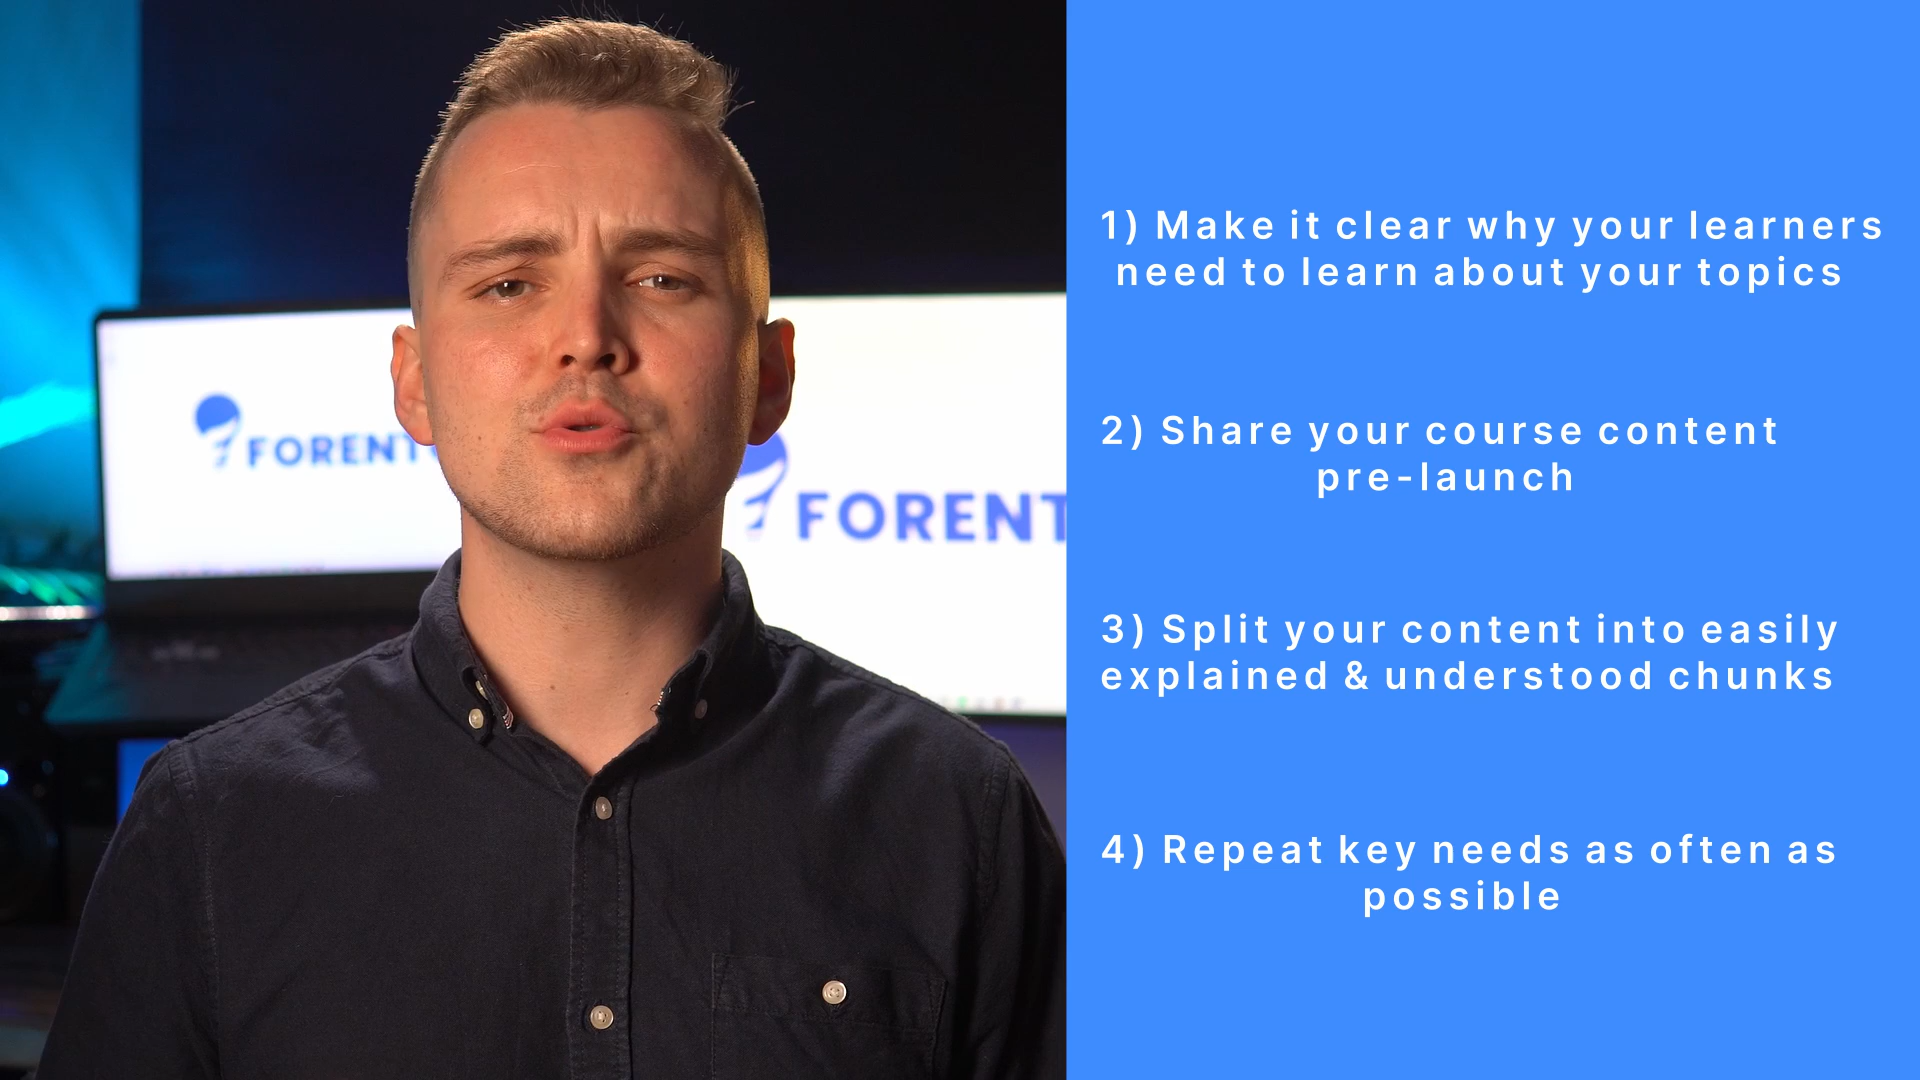 FORENT
FORENT
1) Make it clear why your learners
need to learn about your topics
2) Share your course content
pre-launch
3) Split your content into easily
explained & understood chunks
4) Repeat key needs as often as
possible